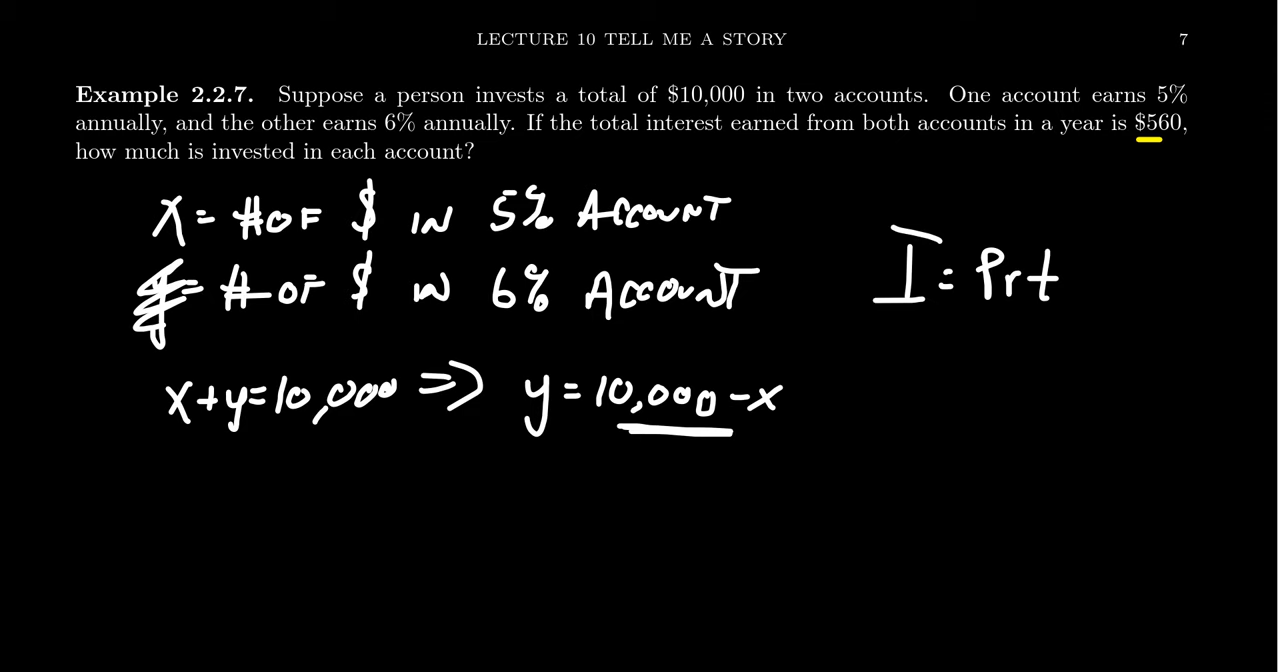 LECTURE 10 TELL ME A STORY 7
Example 2.2.7. Suppose a person invests a total of $10,000 in two accounts. One account earns 5%
annually, and the other earns 6% annually. If the total interest earned from both accounts in a year is $560,
how much is invested in each account?
X = # OF $ IN 5% ACCOUNT
= # OF $ IN 6% ACCOUNT
I = Prt
x + y = 10,000 ⇒ y = 10,000 - x